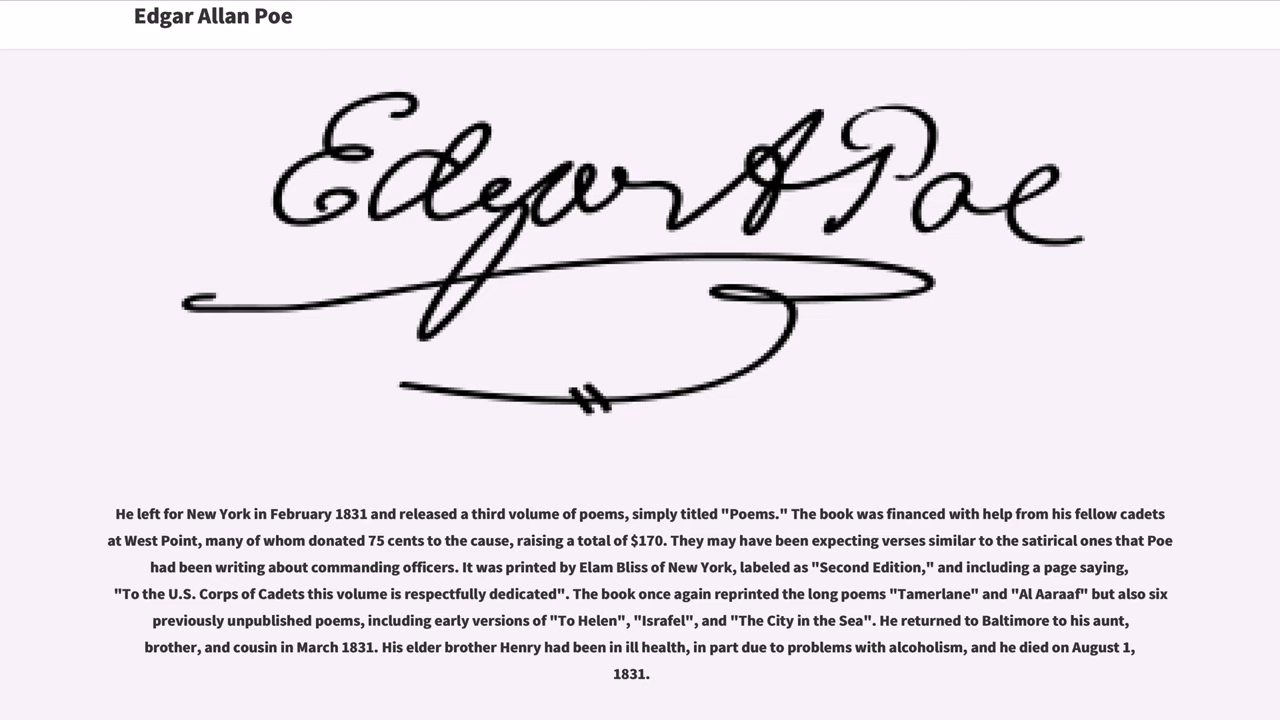 Edgar Allan Poe
Edgar A Poe
He left for New York in February 1831 and released a third volume of poems, simply titled "Poems." The book was financed with help from his fellow cadets
at West Point, many of whom donated 75 cents to the cause, raising a total of $170. They may have been expecting verses similar to the satirical ones that Poe
had been writing about commanding officers. It was printed by Elam Bliss of New York, labeled as "Second Edition," and including a page saying,
"To the U.S. Corps of Cadets this volume is respectfully dedicated". The book once again reprinted the long poems "Tamerlane" and "Al Aaraaf" but also six
previously unpublished poems, including early versions of "To Helen", "Israfel", and "The City in the Sea". He returned to Baltimore to his aunt,
brother, and cousin in March 1831. His elder brother Henry had been in ill health, in part due to problems with alcoholism, and he died on August 1,
1831.